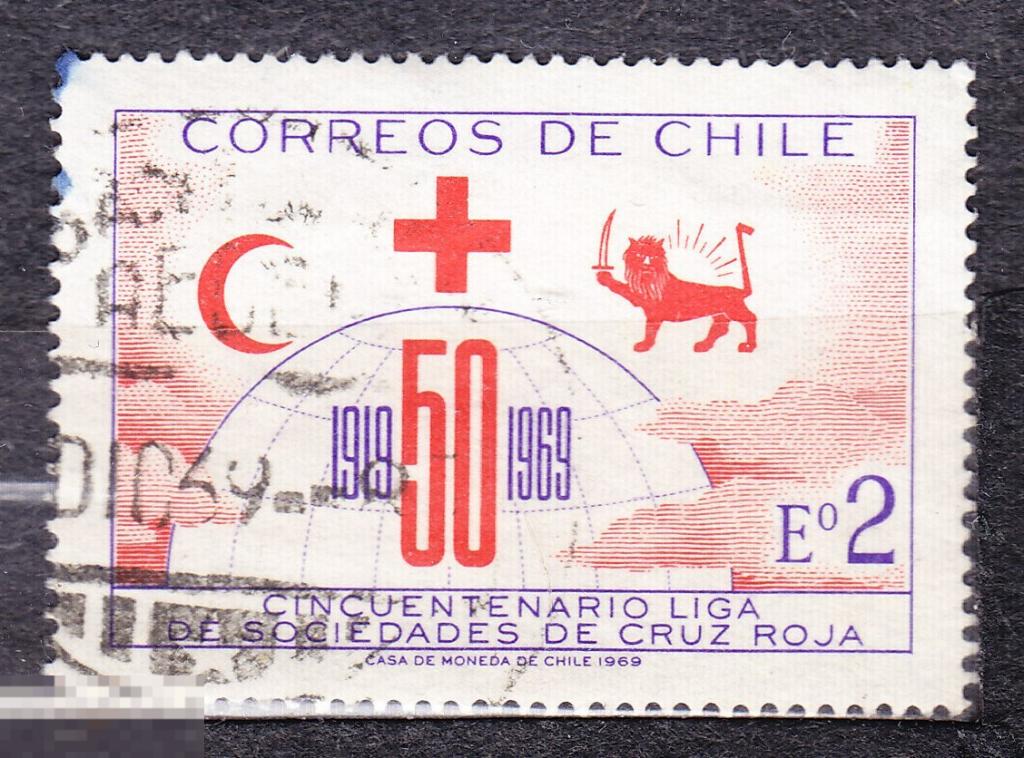 CORREOS DE CHILE
1919 50 1969
Eº2
CINCUENTENARIO LIGA
DE SOCIEDADES DE CRUZ ROJA
CASA DE MONEDA DE CHILE 1969